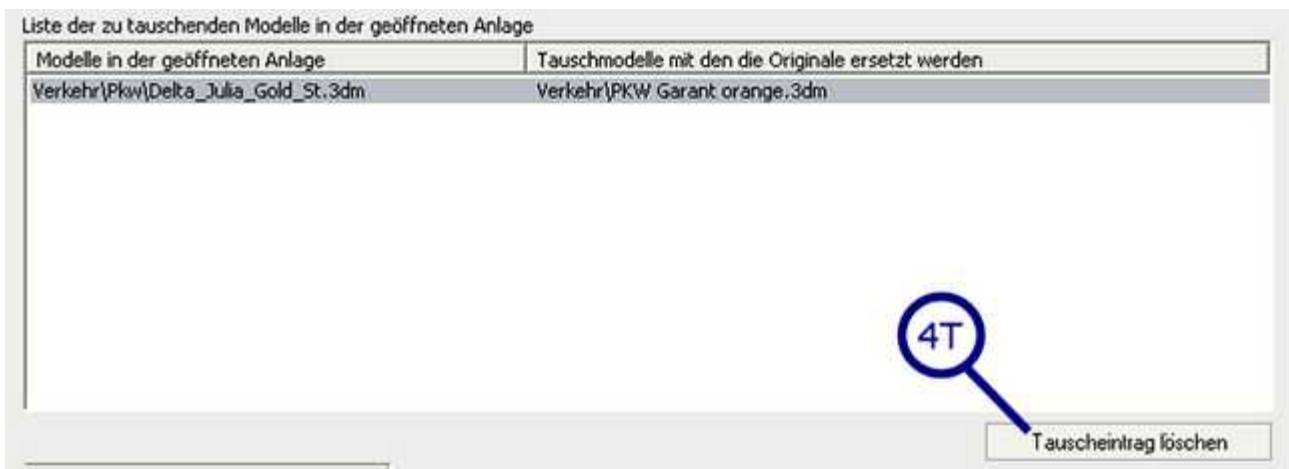 Liste der zu tauschenden Modelle in der geöffneten Anlage
Modelle in der geöffneten Anlage Tauschmodelle mit den die Originale ersetzt werden
Verkehr\Pkw\Delta_Julia_Gold_St.3dm Verkehr\PKW Garant orange.3dm
4T
Tauscheintrag löschen